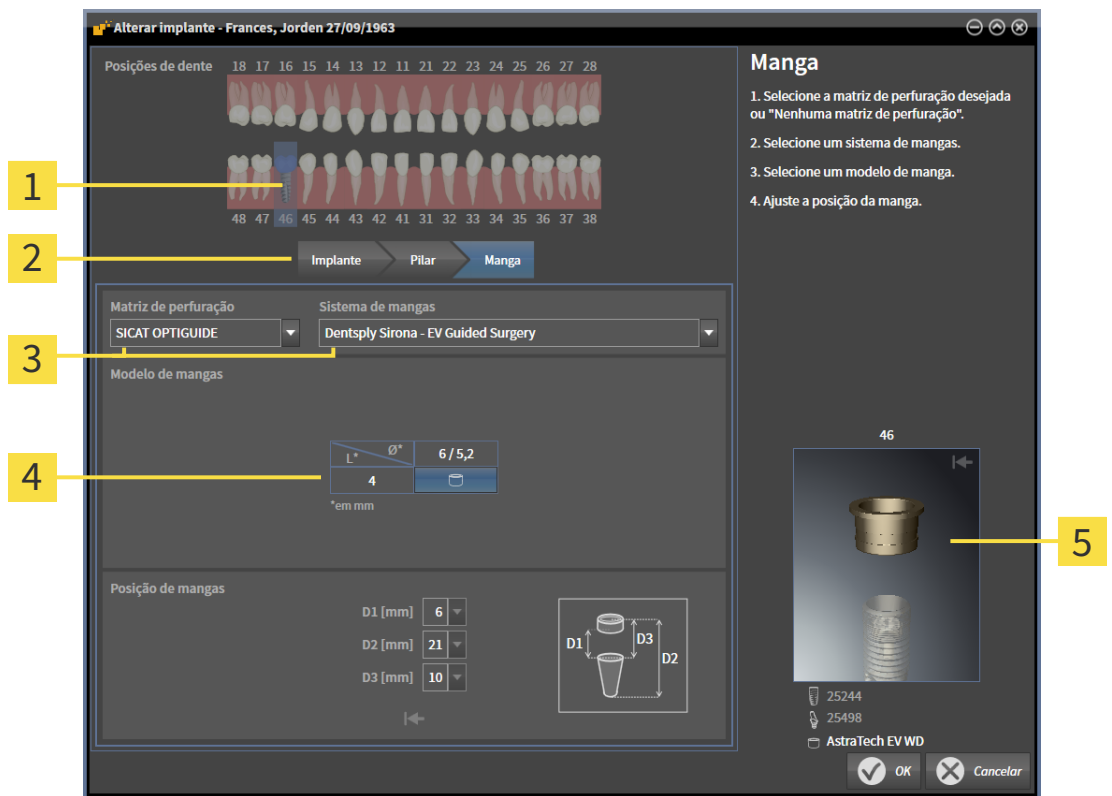 Alterar implante - Frances, Jorden 27/09/1963
Posições de dente
18 17 16 15 14 13 12 11 21 22 23 24 25 26 27 28
1
48 47 46 45 44 43 42 41 31 32 33 34 35 36 37 38
2
Implante Pilar Manga
Matriz de perfuração Sistema de mangas
SICAT OPTIGUIDE Dentsply Sirona - EV Guided Surgery
3
Modelo de mangas
L* Ø* 6 / 5,2
4
4
*em mm
Posição de mangas
D1 [mm] 6
D2 [mm] 21
D3 [mm] 10
D1 D3
D2
Manga
1. Selecione a matriz de perfuração desejada
ou "Nenhuma matriz de perfuração".
2. Selecione um sistema de mangas.
3. Selecione um modelo de manga.
4. Ajuste a posição da manga.
46
5
25244
25498
AstraTech EV WD
OK Cancelar